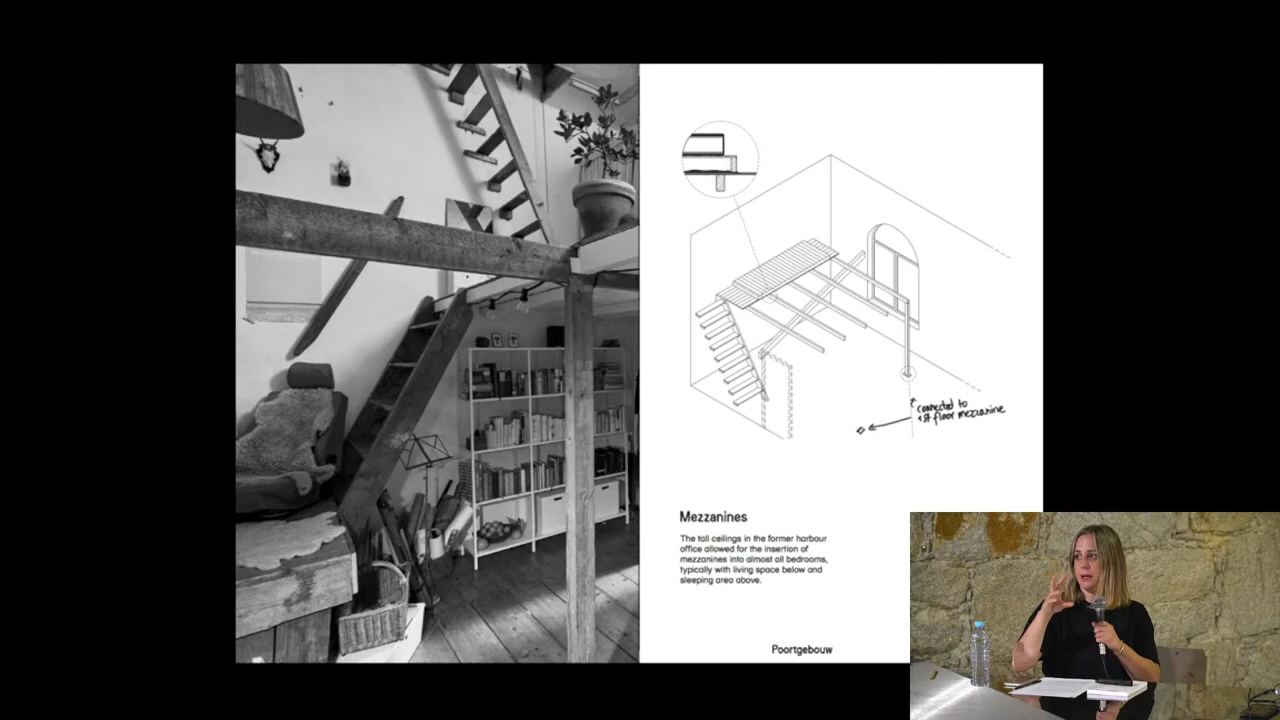 connected to
1st floor mezzanine
Mezzanines
The tall ceilings in the former harbour
office allowed for the insertion of
mezzanines into almost all bedrooms,
typically with living space below and
sleeping area above.
Poortgebouw